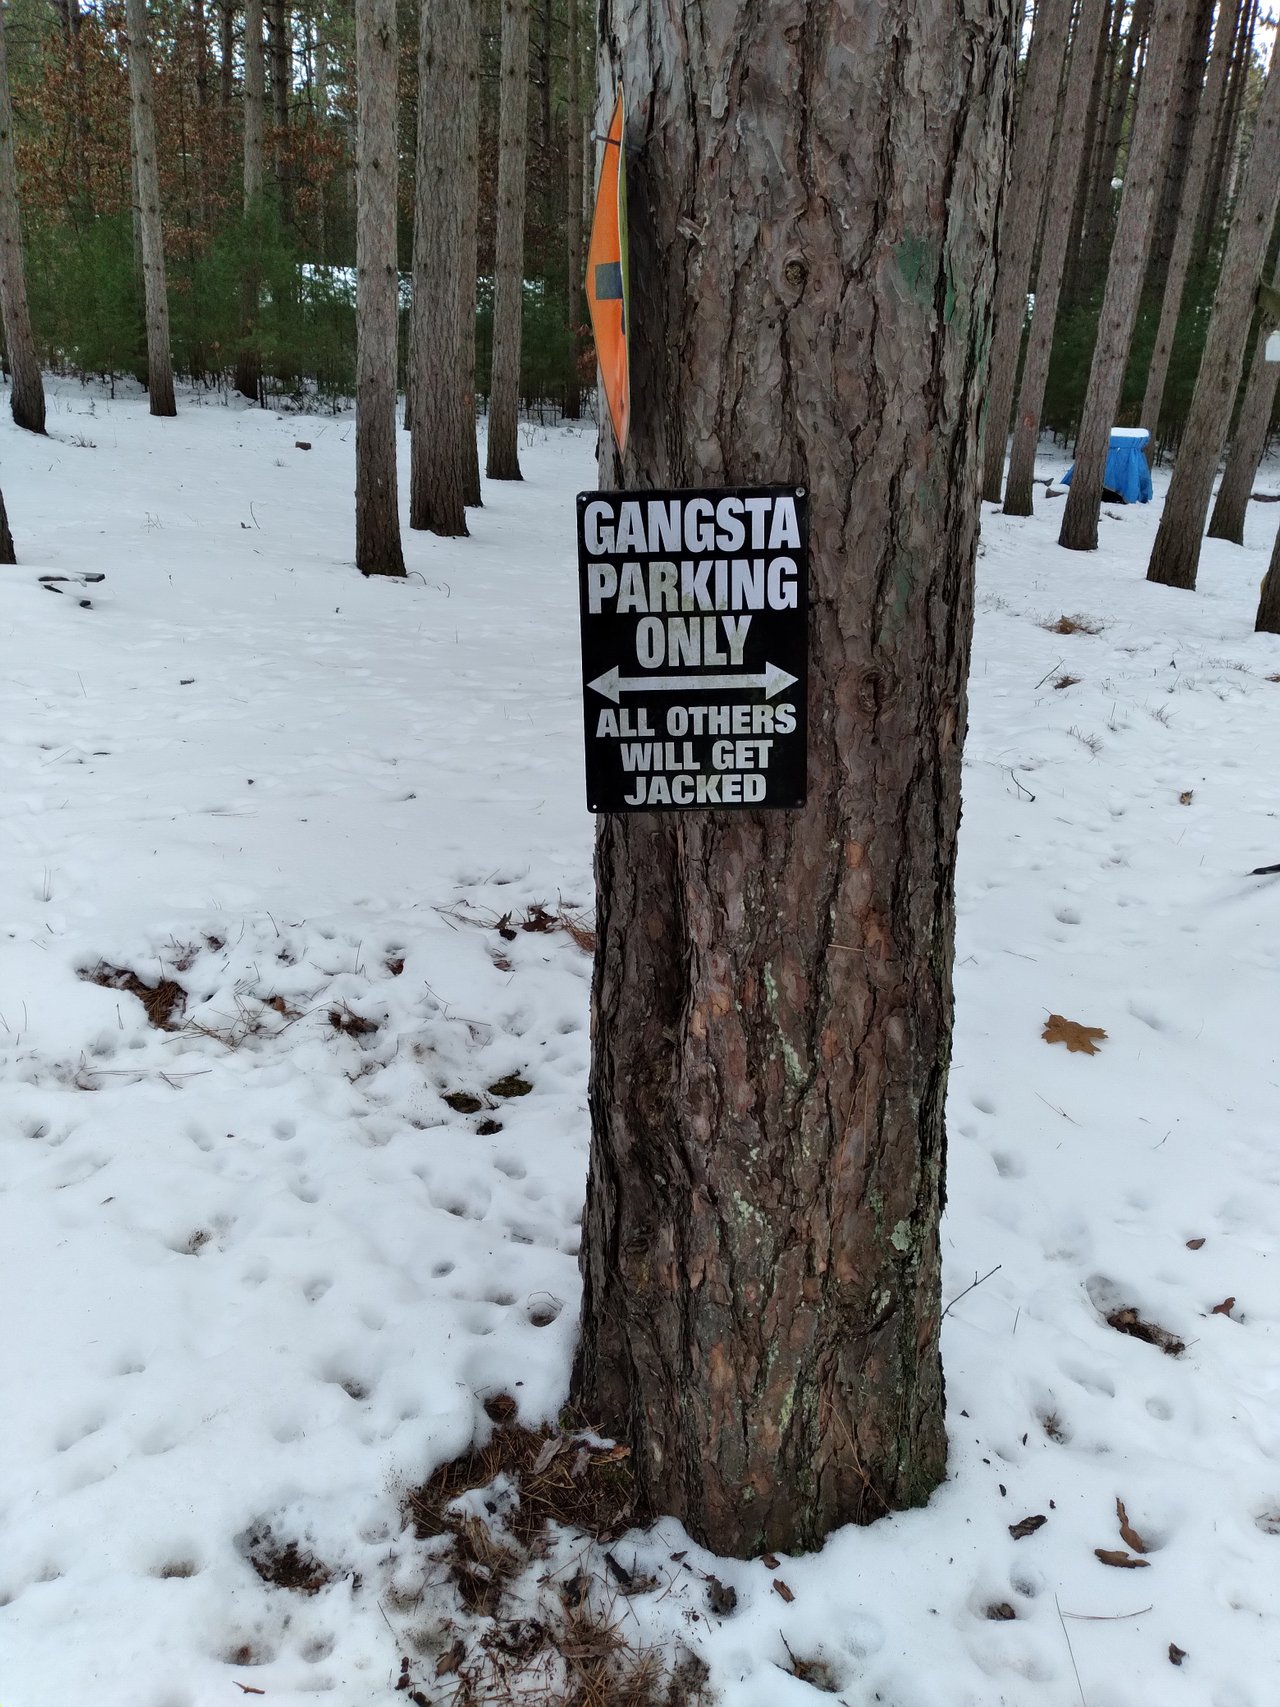 GANGSTA
PARKING
ONLY
ALL OTHERS
WILL GET
JACKED